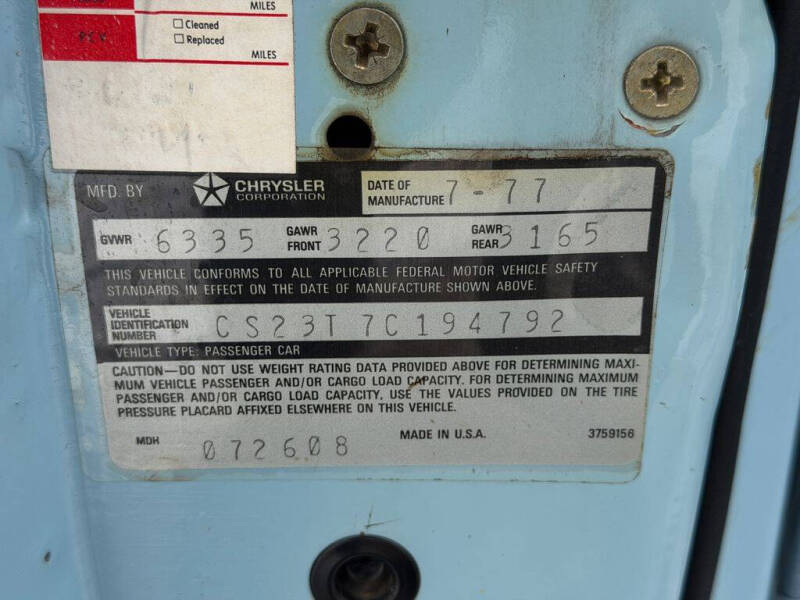 MILES
Cleaned
Replaced
MILES
MFD. BY CHRYSLER CORPORATION
DATE OF MANUFACTURE 7-77
GVWR 6335 GAWR FRONT 3220 GAWR REAR 3165
THIS VEHICLE CONFORMS TO ALL APPLICABLE FEDERAL MOTOR VEHICLE SAFETY
STANDARDS IN EFFECT ON THE DATE OF MANUFACTURE SHOWN ABOVE.
VEHICLE IDENTIFICATION NUMBER CS23T7C194792
VEHICLE TYPE: PASSENGER CAR
CAUTION—DO NOT USE WEIGHT RATING DATA PROVIDED ABOVE FOR DETERMINING MAXI-
MUM VEHICLE PASSENGER AND/OR CARGO LOAD CAPACITY. FOR DETERMINING MAXIMUM
PASSENGER AND/OR CARGO LOAD CAPACITY, USE THE VALUES PROVIDED ON THE TIRE
PRESSURE PLACARD AFFIXED ELSEWHERE ON THIS VEHICLE.
MDH 072608 MADE IN U.S.A. 3759156